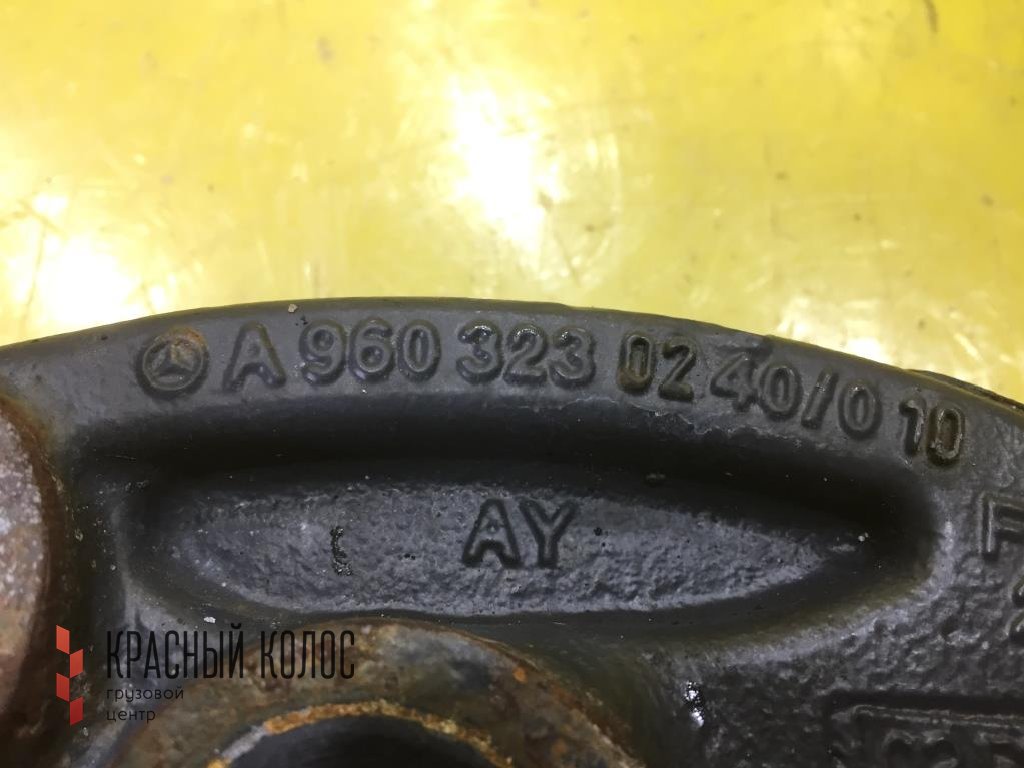 A 960 323 02 40/0 10
AY
КРАСНЫЙ КОЛОС
грузовой
центр